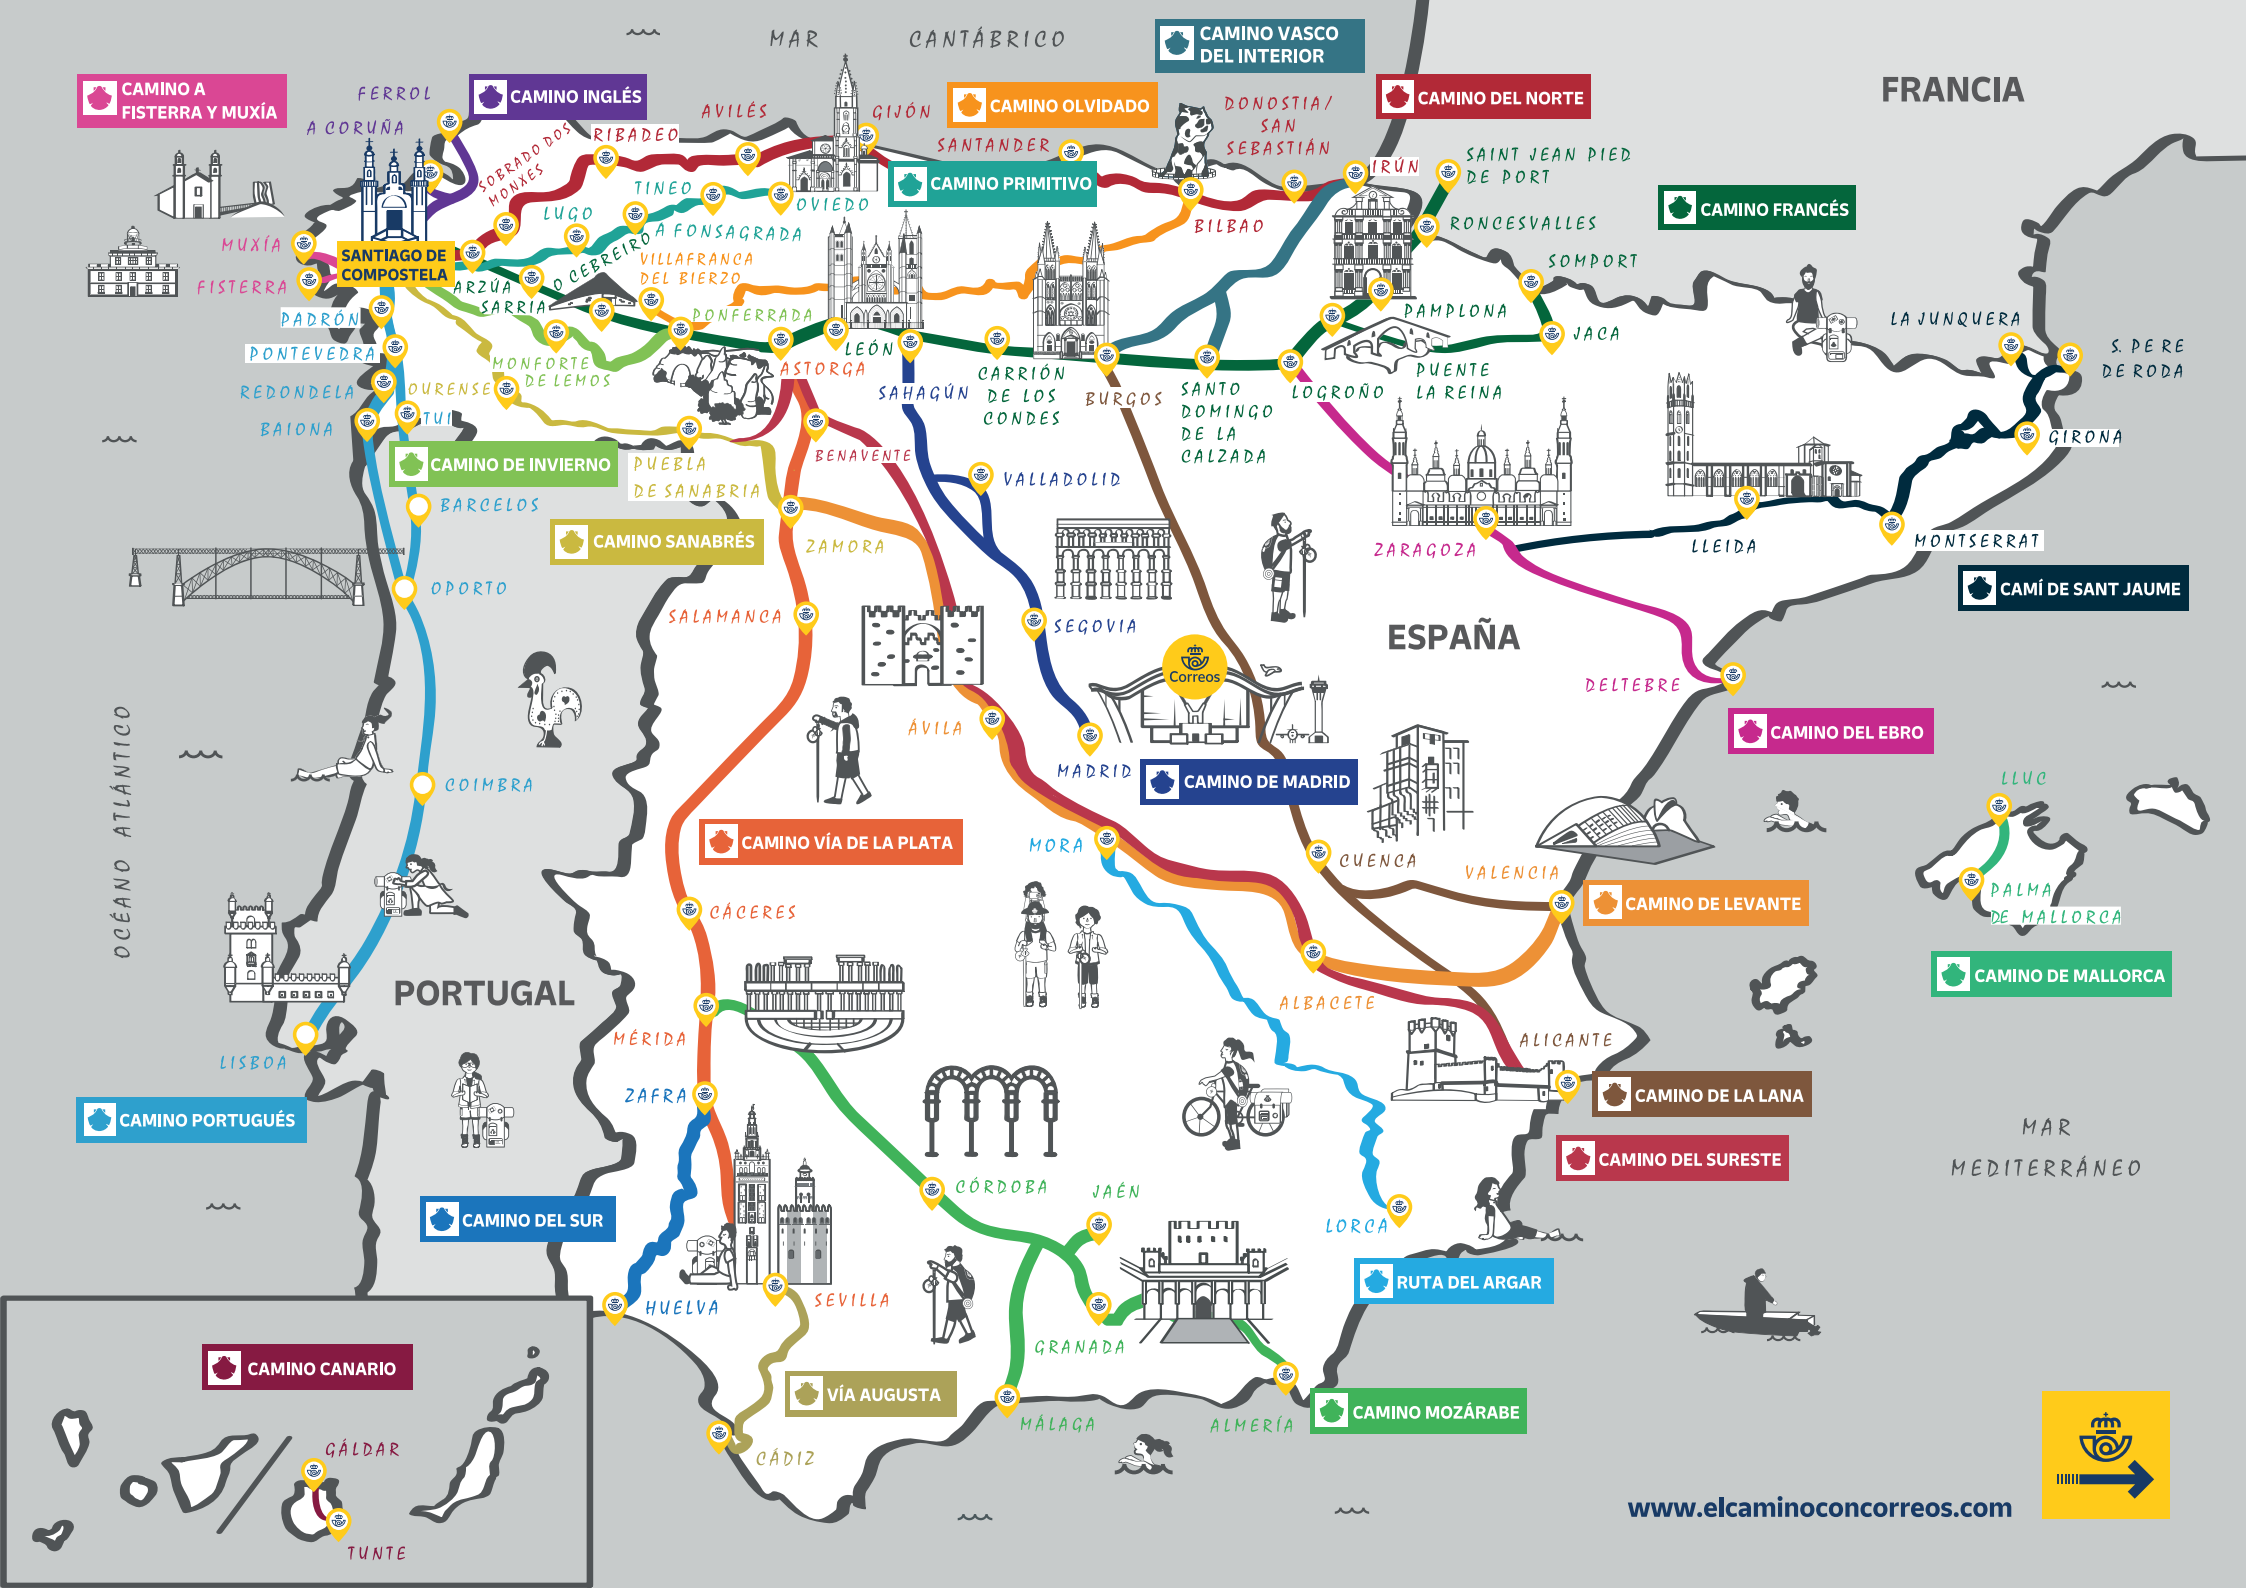 MAR CANTÁBRICO
FRANCIA
CAMINO VASCO
DEL INTERIOR
CAMINO A
FISTERRA Y MUXÍA
FERROL
CAMINO INGLÉS
A CORUÑA
AVILÉS
GIJÓN
CAMINO OLVIDADO
DONOSTIA/
SAN
SEBASTIÁN
CAMINO DEL NORTE
SOBRADO DOS
MONXES
RIBADEO
SANTANDER
IRÚN
SAINT JEAN PIED
DE PORT
TINEO
OVIEDO
CAMINO PRIMITIVO
CAMINO FRANCÉS
LUGO
A FONSAGRADA
BILBAO
RONCESVALLES
MUXÍA
SANTIAGO DE
COMPOSTELA
FISTERRA
ARZÚA
SARRIA
O CEBREIRO
VILLAFRANCA
DEL BIERZO
SOMPORT
PADRÓN
PONFERRADA
PAMPLONA
LA JUNQUERA
PONTEVEDRA
MONFORTE
DE LEMOS
LEÓN
JACA
S. PERE
DE RODA
REDONDELA
OURENSE
ASTORGA
SAHAGÚN
CARRIÓN
DE LOS
CONDES
BURGOS
SANTO
DOMINGO
DE LA
CALZADA
LOGROÑO
PUENTE
LA REINA
BAIONA
TUI
GIRONA
CAMINO DE INVIERNO
PUEBLA
DE SANABRIA
BENAVENTE
VALLADOLID
BARCELOS
CAMINO SANABRÉS
ZAMORA
ZARAGOZA
LLEIDA
MONTSERRAT
OPORTO
CAMÍ DE SANT JAUME
SALAMANCA
SEGOVIA
ESPAÑA
Correos
DELTEBRE
OCÉANO ATLÁNTICO
ÁVILA
MADRID
CAMINO DEL EBRO
COIMBRA
CAMINO DE MADRID
LLUC
CAMINO VÍA DE LA PLATA
MORA
CUENCA
VALENCIA
PALMA
DE MALLORCA
CÁCERES
CAMINO DE LEVANTE
PORTUGAL
CAMINO DE MALLORCA
ALBACETE
MÉRIDA
ALICANTE
LISBOA
ZAFRA
CAMINO DE LA LANA
CAMINO PORTUGUÉS
MAR
MEDITERRÁNEO
CAMINO DEL SURESTE
CÓRDOBA
JAÉN
CAMINO DEL SUR
LORCA
RUTA DEL ARGAR
HUELVA
SEVILLA
GRANADA
CAMINO CANARIO
VÍA AUGUSTA
MÁLAGA
ALMERÍA
CAMINO MOZÁRABE
GÁLDAR
CÁDIZ
TUNTE
www.elcaminoconcorreos.com